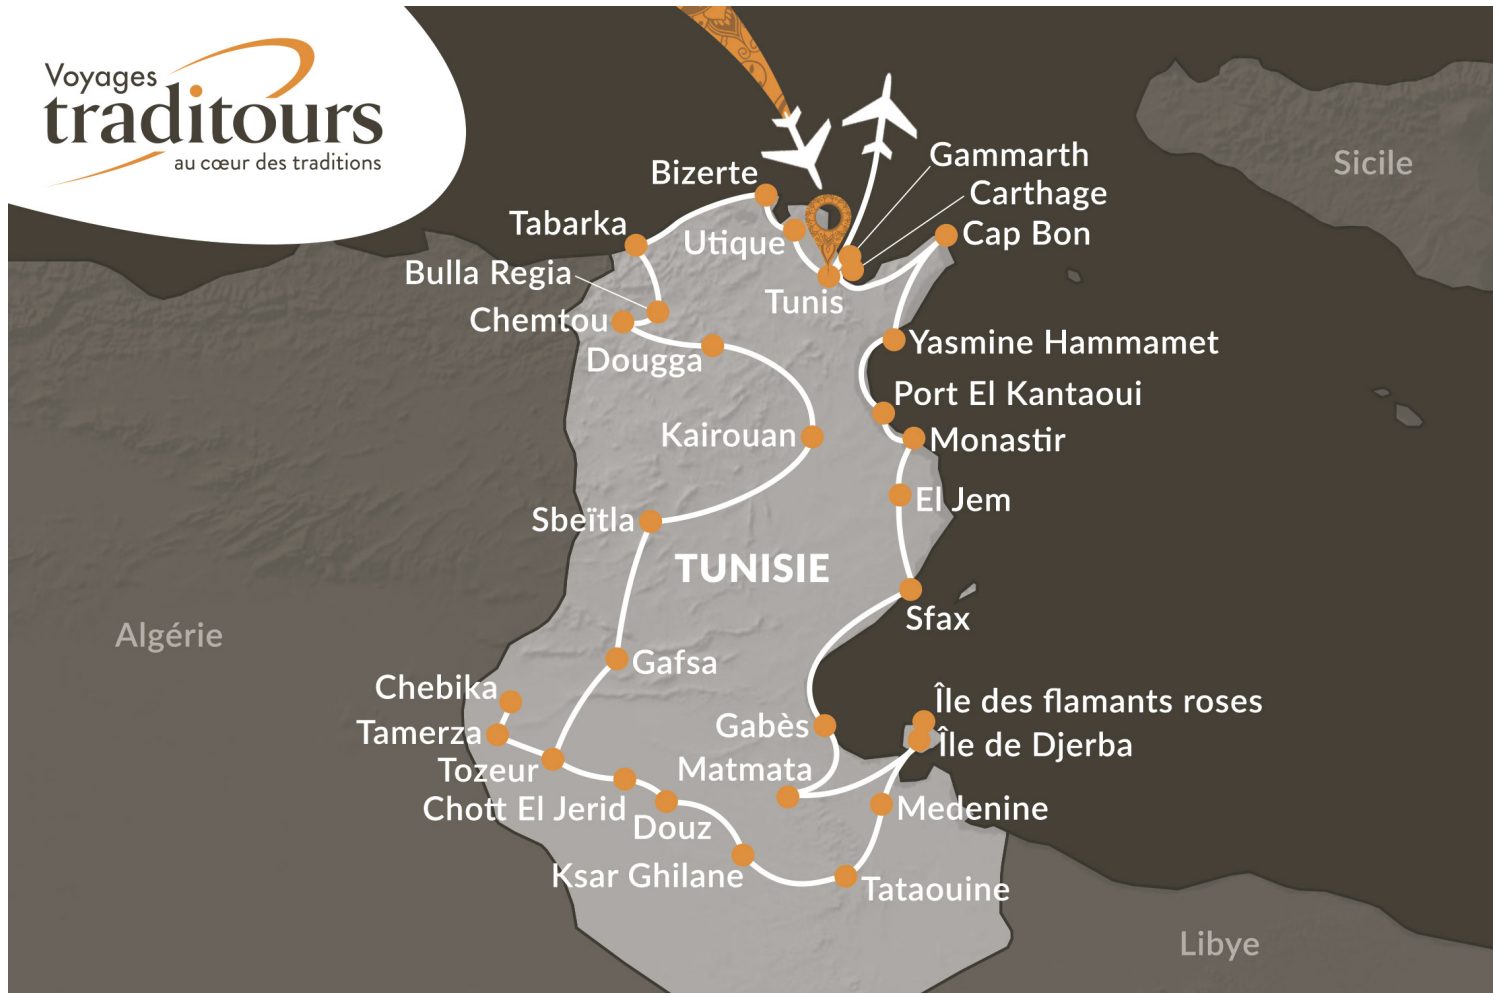 Voyages
traditours
au cœur des traditions
Sicile
Gammarth
Carthage
Cap Bon
Bizerte
Tabarka
Utique
Bulla Regia
Tunis
Chemtou
Dougga
Yasmine Hammamet
Port El Kantaoui
Kairouan
Monastir
El Jem
Sbeïtla
TUNISIE
Sfax
Algérie
Gafsa
Chebika
Île des flamants roses
Tamerza
Gabès
Île de Djerba
Tozeur
Matmata
Chott El Jerid
Medenine
Douz
Ksar Ghilane
Tataouine
Libye